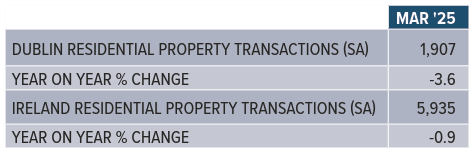 MAR '25
DUBLIN RESIDENTIAL PROPERTY TRANSACTIONS (SA) 1,907
YEAR ON YEAR % CHANGE -3.6
IRELAND RESIDENTIAL PROPERTY TRANSACTIONS (SA) 5,935
YEAR ON YEAR % CHANGE -0.9